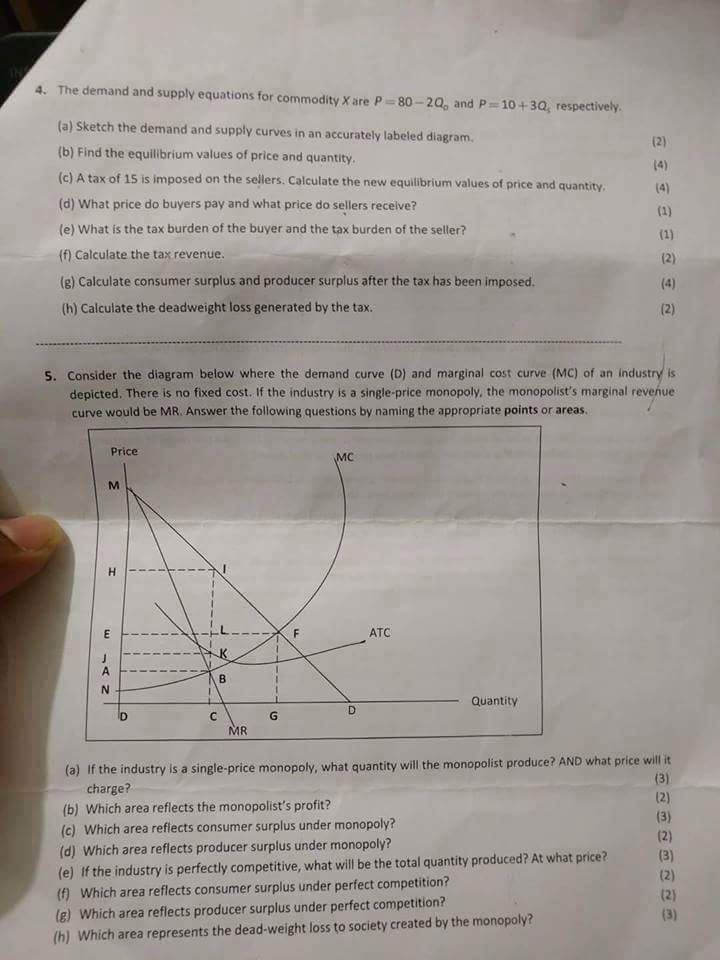 4. The demand and supply equations for commodity X are P = 80 – 2Q₀ and P = 10 + 3Qₛ respectively.
(a) Sketch the demand and supply curves in an accurately labeled diagram. (2)
(b) Find the equilibrium values of price and quantity. (4)
(c) A tax of 15 is imposed on the sellers. Calculate the new equilibrium values of price and quantity. (4)
(d) What price do buyers pay and what price do sellers receive? (1)
(e) What is the tax burden of the buyer and the tax burden of the seller? (1)
(f) Calculate the tax revenue. (2)
(g) Calculate consumer surplus and producer surplus after the tax has been imposed. (4)
(h) Calculate the deadweight loss generated by the tax. (2)
5. Consider the diagram below where the demand curve (D) and marginal cost curve (MC) of an industry is
depicted. There is no fixed cost. If the industry is a single-price monopoly, the monopolist's marginal revenue
curve would be MR. Answer the following questions by naming the appropriate points or areas.
Price
MC
M
H
I
E
L
F
ATC
J
K
A
B
N
Quantity
D
C
G
D
MR
(a) If the industry is a single-price monopoly, what quantity will the monopolist produce? AND what price will it
charge? (3)
(b) Which area reflects the monopolist's profit? (2)
(c) Which area reflects consumer surplus under monopoly? (3)
(d) Which area reflects producer surplus under monopoly? (2)
(e) If the industry is perfectly competitive, what will be the total quantity produced? At what price? (3)
(f) Which area reflects consumer surplus under perfect competition? (2)
(g) Which area reflects producer surplus under perfect competition? (2)
(h) Which area represents the dead-weight loss to society created by the monopoly? (3)